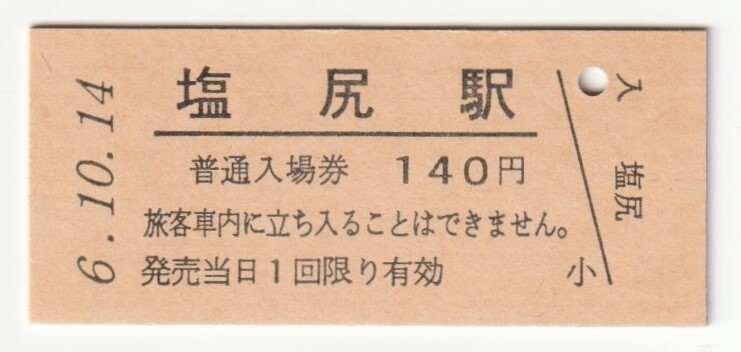 6.10.14
塩尻駅
普通入場券 140円
旅客車内に立ち入ることはできません。
発売当日1回限り有効
小
入 塩尻